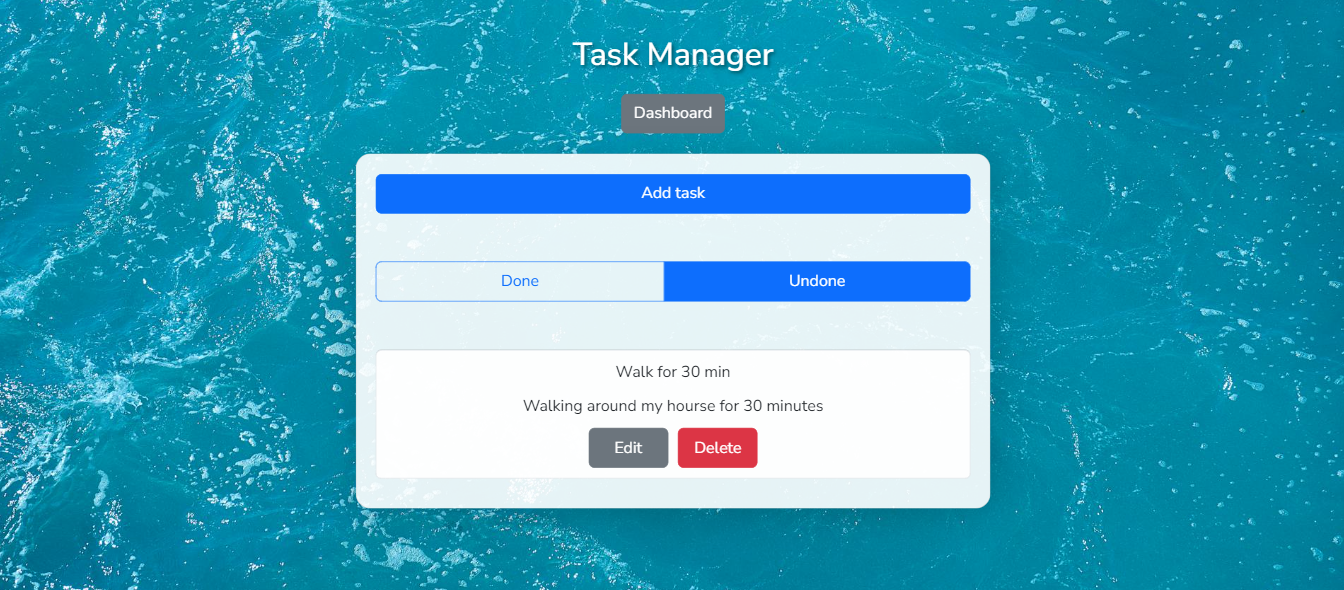 Task Manager
Dashboard
Add task
Done Undone
Walk for 30 min
Walking around my hourse for 30 minutes
Edit Delete